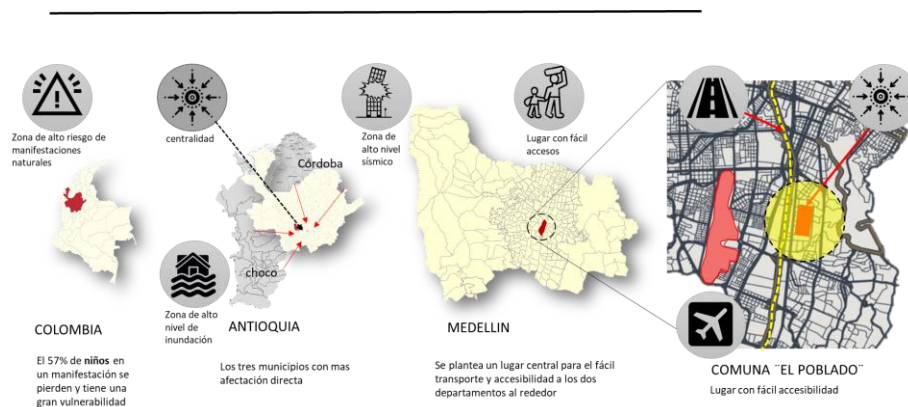 Zona de alto riesgo de
manifestaciones
naturales
centralidad
Zona de
alto nivel
sísmico
Lugar con fácil
accesos
Córdoba
choco
Zona de alto
nivel de
inundación
COLOMBIA
El 57% de niños en
un manifestación se
pierden y tiene una
gran vulnerabilidad
ANTIOQUIA
Los tres municipios con mas
afectación directa
MEDELLIN
Se plantea un lugar central para el fácil
transporte y accesibilidad a los dos
departamentos al rededor
COMUNA ¨EL POBLADO¨
Lugar con fácil accesibilidad